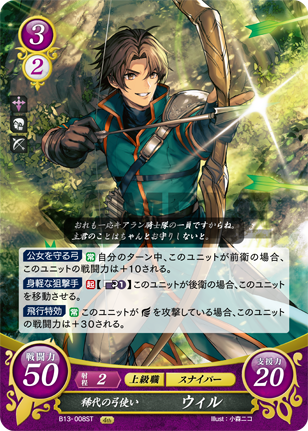 3
2
おれも一応キアラン騎士隊の一員ですからね。
主君のことはちゃんとお守りしないと。
公女を守る弓 常 自分のターン中、このユニットが前衛の場合、
このユニットの戦闘力は+10される。
身軽な狙撃手 起【1】このユニットが後衛の場合、このユニット
を移動させる。
飛行特効 常 このユニットが を攻撃している場合、このユニッ
トの戦闘力は+30される。
戦闘力
50
射程 2 上級職 スナイパー
支援力
20
稀代の弓使い ウィル
B13-008ST 4th Illust:小森ニコ